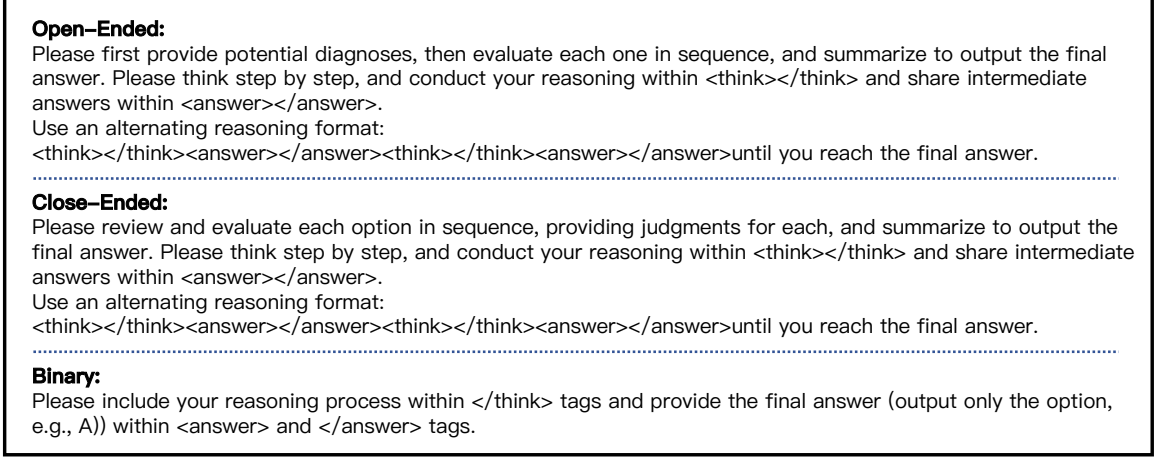 Open-Ended:
Please first provide potential diagnoses, then evaluate each one in sequence, and summarize to output the final
answer. Please think step by step, and conduct your reasoning within <think></think> and share intermediate
answers within <answer></answer>.
Use an alternating reasoning format:
<think></think><answer></answer><think></think><answer></answer>until you reach the final answer.
Close-Ended:
Please review and evaluate each option in sequence, providing judgments for each, and summarize to output the
final answer. Please think step by step, and conduct your reasoning within <think></think> and share intermediate
answers within <answer></answer>.
Use an alternating reasoning format:
<think></think><answer></answer><think></think><answer></answer>until you reach the final answer.
Binary:
Please include your reasoning process within </think> tags and provide the final answer (output only the option,
e.g., A)) within <answer> and </answer> tags.